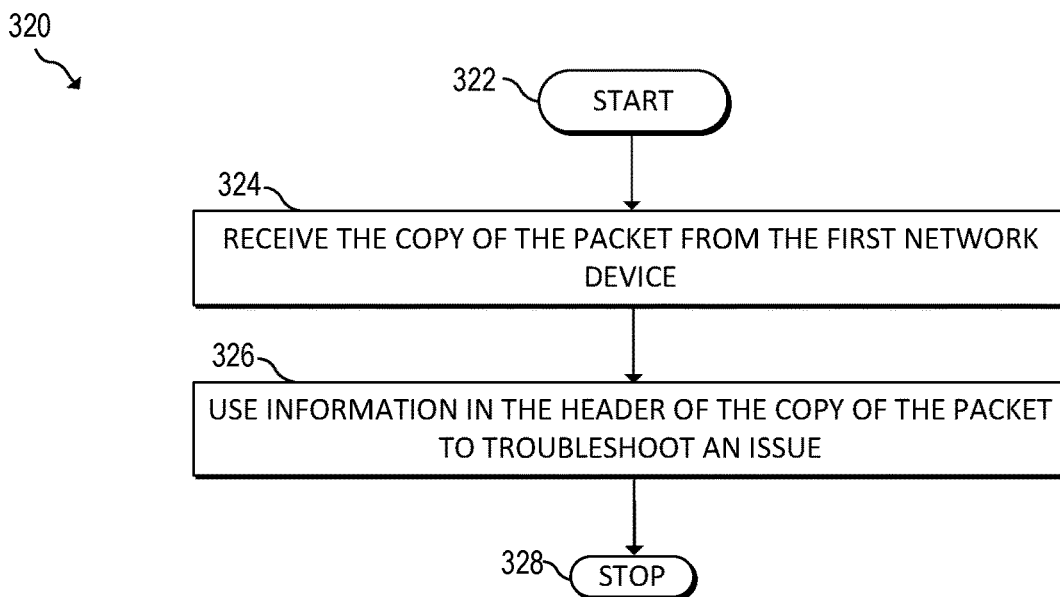 320
322
START
324
RECEIVE THE COPY OF THE PACKET FROM THE FIRST NETWORK
DEVICE
326
USE INFORMATION IN THE HEADER OF THE COPY OF THE PACKET
TO TROUBLESHOOT AN ISSUE
328
STOP